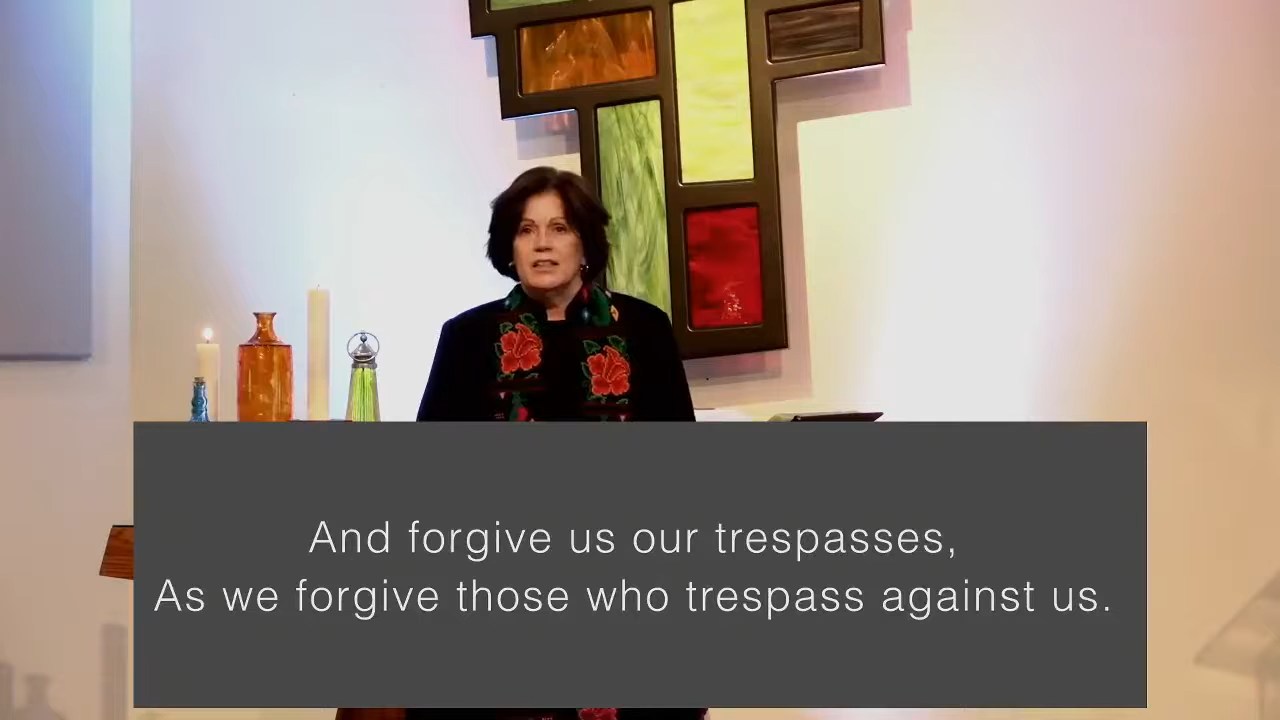 And forgive us our trespasses,
As we forgive those who trespass against us.